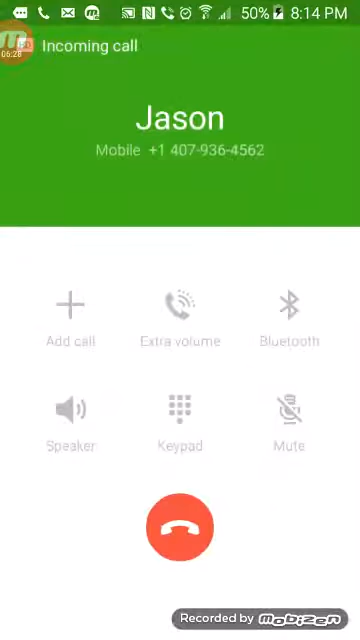 50% 8:14 PM
06:28
Incoming call
Jason
Mobile +1 407-936-4562
Add call Extra volume Bluetooth
Speaker Keypad Mute
Recorded by mobizen